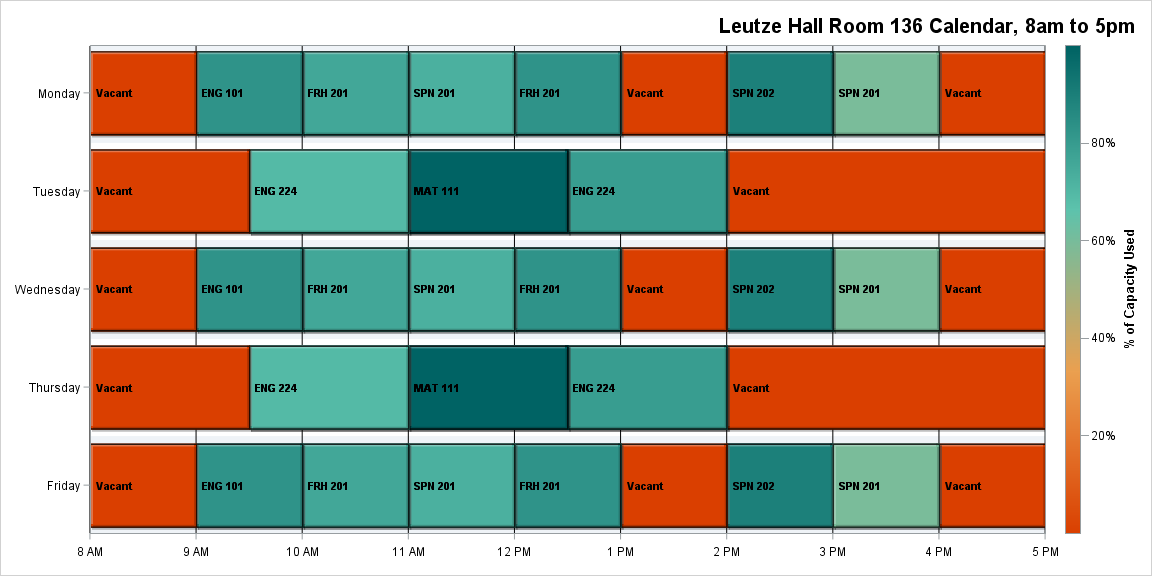 Leutze Hall Room 136 Calendar, 8am to 5pm
Monday Vacant ENG 101 FRH 201 SPN 201 FRH 201 Vacant SPN 202 SPN 201 Vacant
Tuesday Vacant ENG 224 MAT 111 ENG 224 Vacant
Wednesday Vacant ENG 101 FRH 201 SPN 201 FRH 201 Vacant SPN 202 SPN 201 Vacant
Thursday Vacant ENG 224 MAT 111 ENG 224 Vacant
Friday Vacant ENG 101 FRH 201 SPN 201 FRH 201 Vacant SPN 202 SPN 201 Vacant
8 AM 9 AM 10 AM 11 AM 12 PM 1 PM 2 PM 3 PM 4 PM 5 PM
80%
60%
40%
20%
% of Capacity Used